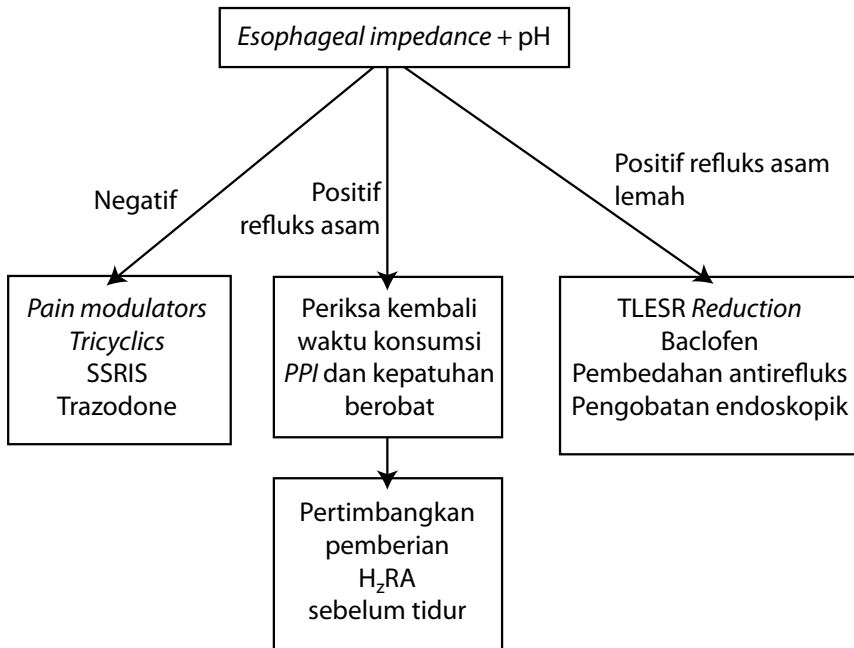 Esophageal impedance + pH
Negatif
Positif
refluks asam
Positif refluks asam
lemah
Pain modulators
Tricyclics
SSRIS
Trazodone
Periksa kembali
waktu konsumsi
PPI dan kepatuhan
berobat
TLESR Reduction
Baclofen
Pembedahan antirefluks
Pengobatan endoskopik
Pertimbangkan
pemberian
HzRA
sebelum tidur